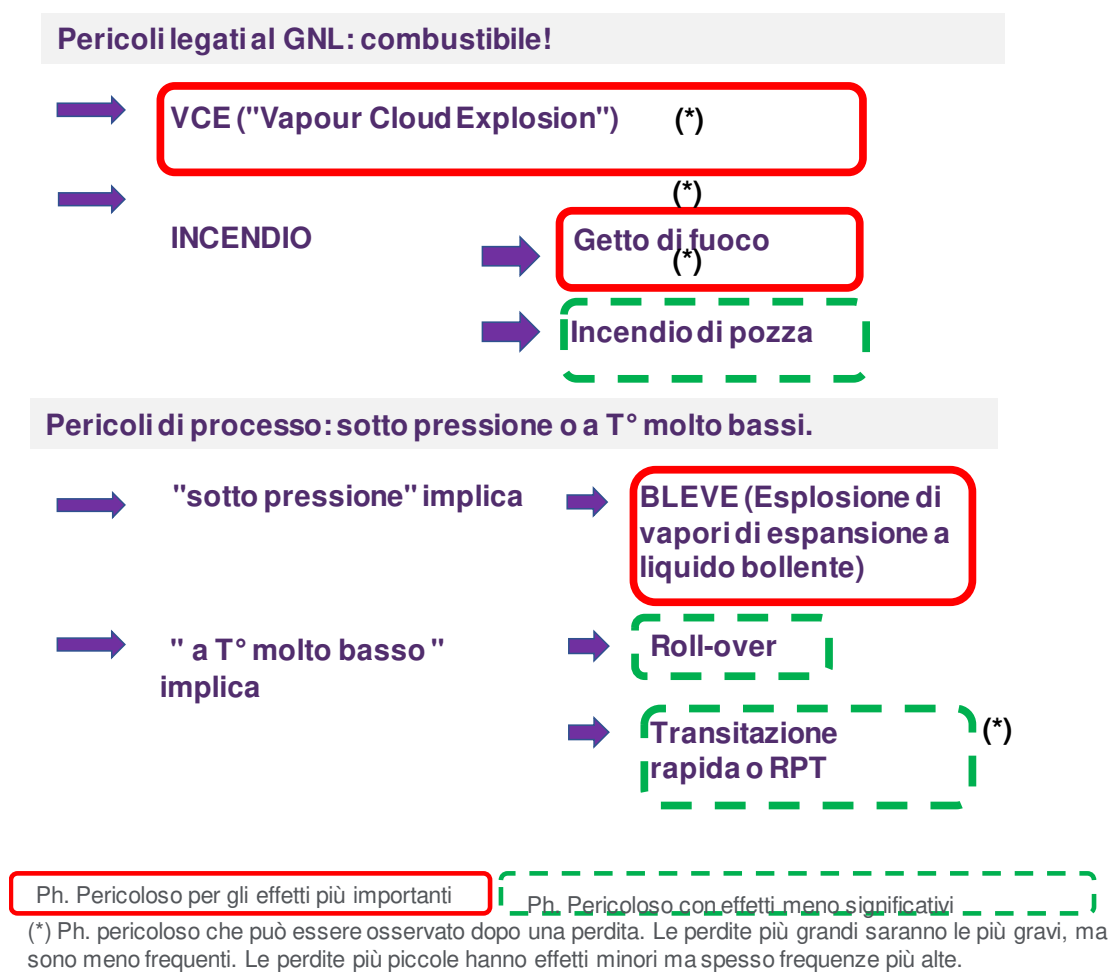 Pericoli legati al GNL: combustibile!
VCE ("Vapour Cloud Explosion") (*)
(*)
INCENDIO
Getto di fuoco
(*)
Incendio di pozza
Pericoli di processo: sotto pressione o a T° molto bassi.
"sotto pressione" implica
BLEVE (Esplosione di
vapori di espansione a
liquido bollente)
" a T° molto basso "
implica
Roll-over
Transitazione
rapida o RPT
(*)
Ph. Pericoloso per gli effetti più importanti
Ph. Pericoloso con effetti meno significativi
(*) Ph. pericoloso che può essere osservato dopo una perdita. Le perdite più grandi saranno le più gravi, ma
sono meno frequenti. Le perdite più piccole hanno effetti minori ma spesso frequenze più alte.